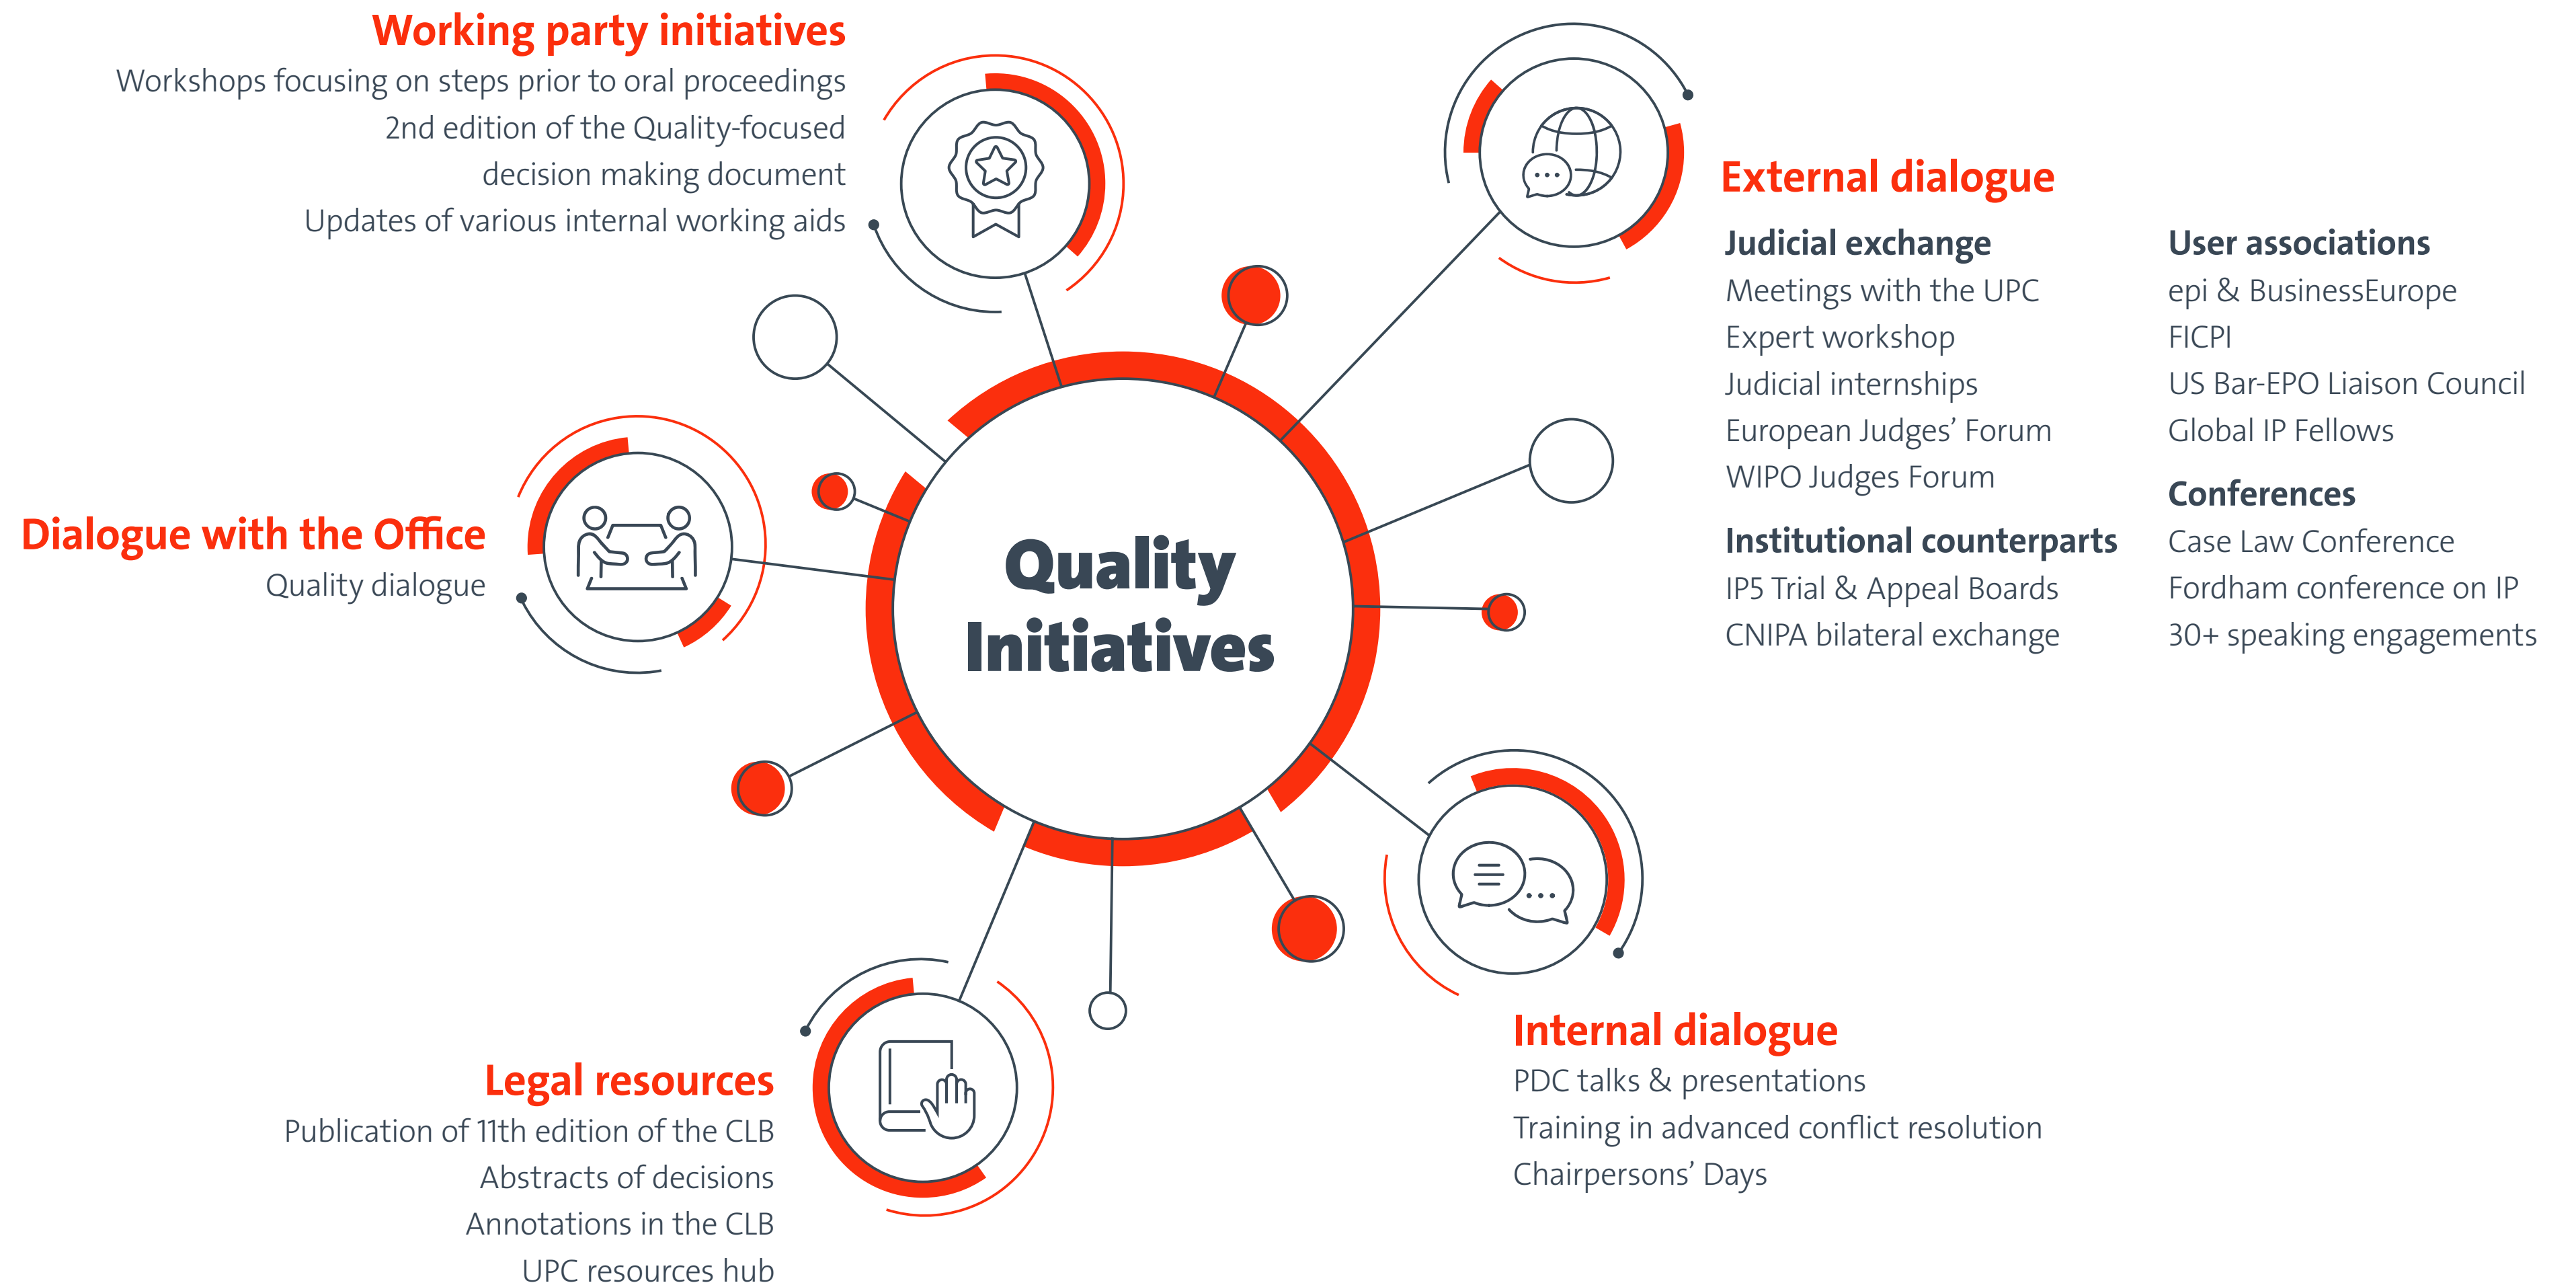 Working party initiatives
Workshops focusing on steps prior to oral proceedings
2nd edition of the Quality-focused
decision making document
Updates of various internal working aids
External dialogue
Judicial exchange
Meetings with the UPC
Expert workshop
Judicial internships
European Judges’ Forum
WIPO Judges Forum
Institutional counterparts
IP5 Trial & Appeal Boards
CNIPA bilateral exchange
User associations
epi & BusinessEurope
FICPI
US Bar-EPO Liaison Council
Global IP Fellows
Conferences
Case Law Conference
Fordham conference on IP
30+ speaking engagements
Dialogue with the Office
Quality dialogue
Quality
Initiatives
Legal resources
Publication of 11th edition of the CLB
Abstracts of decisions
Annotations in the CLB
UPC resources hub
Internal dialogue
PDC talks & presentations
Training in advanced conflict resolution
Chairpersons’ Days